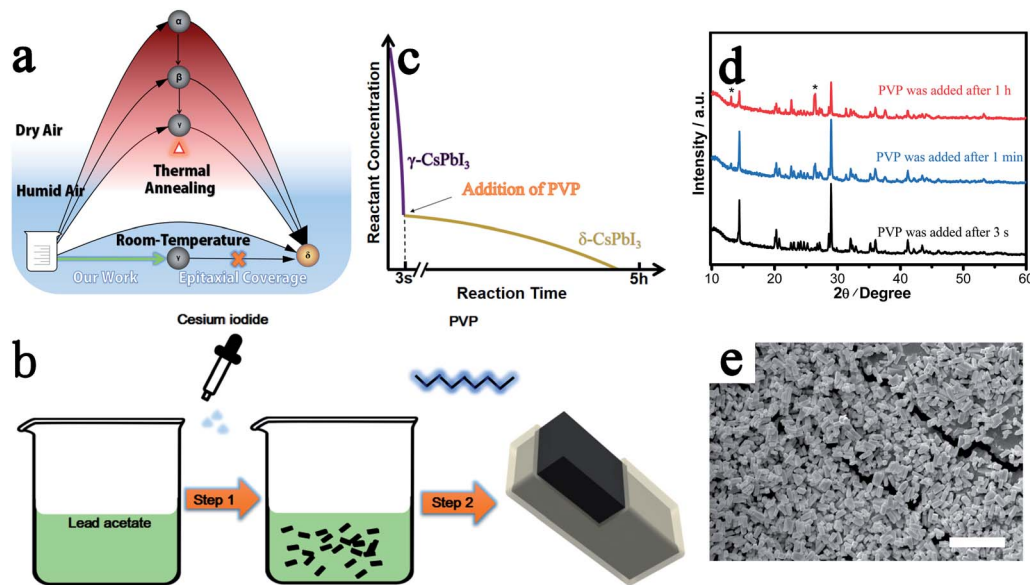 a
α
β
γ
Dry Air
Thermal
Annealing
Humid Air
Room-Temperature
γ
δ
Our Work
Epitaxial Coverage
c
Reactant Concentration
γ-CsPbI₃
Addition of PVP
δ-CsPbI₃
3s
5h
Reaction Time
d
Intensity / a.u.
*
*
PVP was added after 1 h
PVP was added after 1 min
PVP was added after 3 s
10
20
30
40
50
60
2θ / Degree
b
Cesium iodide
PVP
Lead acetate
Step 1
Step 2
e